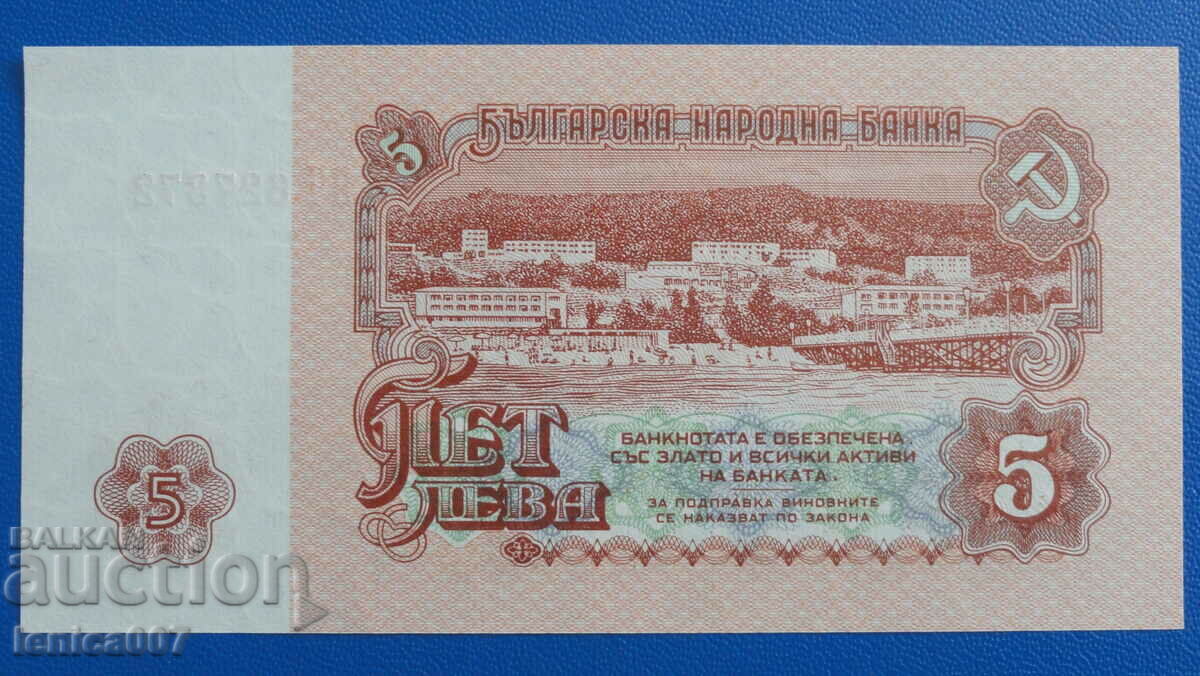 БЪЛГАРСКА НАРОДНА БАНКА
5
ПЕТ
ЛЕВА
БАНКНОТАТА Е ОБЕЗПЕЧЕНА
СЪС ЗЛАТО И ВСИЧКИ АКТИВИ
НА БАНКАТА.
ЗА ПОДПРАВКА ВИНОВНИТЕ
СЕ НАКАЗВАТ ПО ЗАКОНА
5
5
BALKAN
auction
lenica007